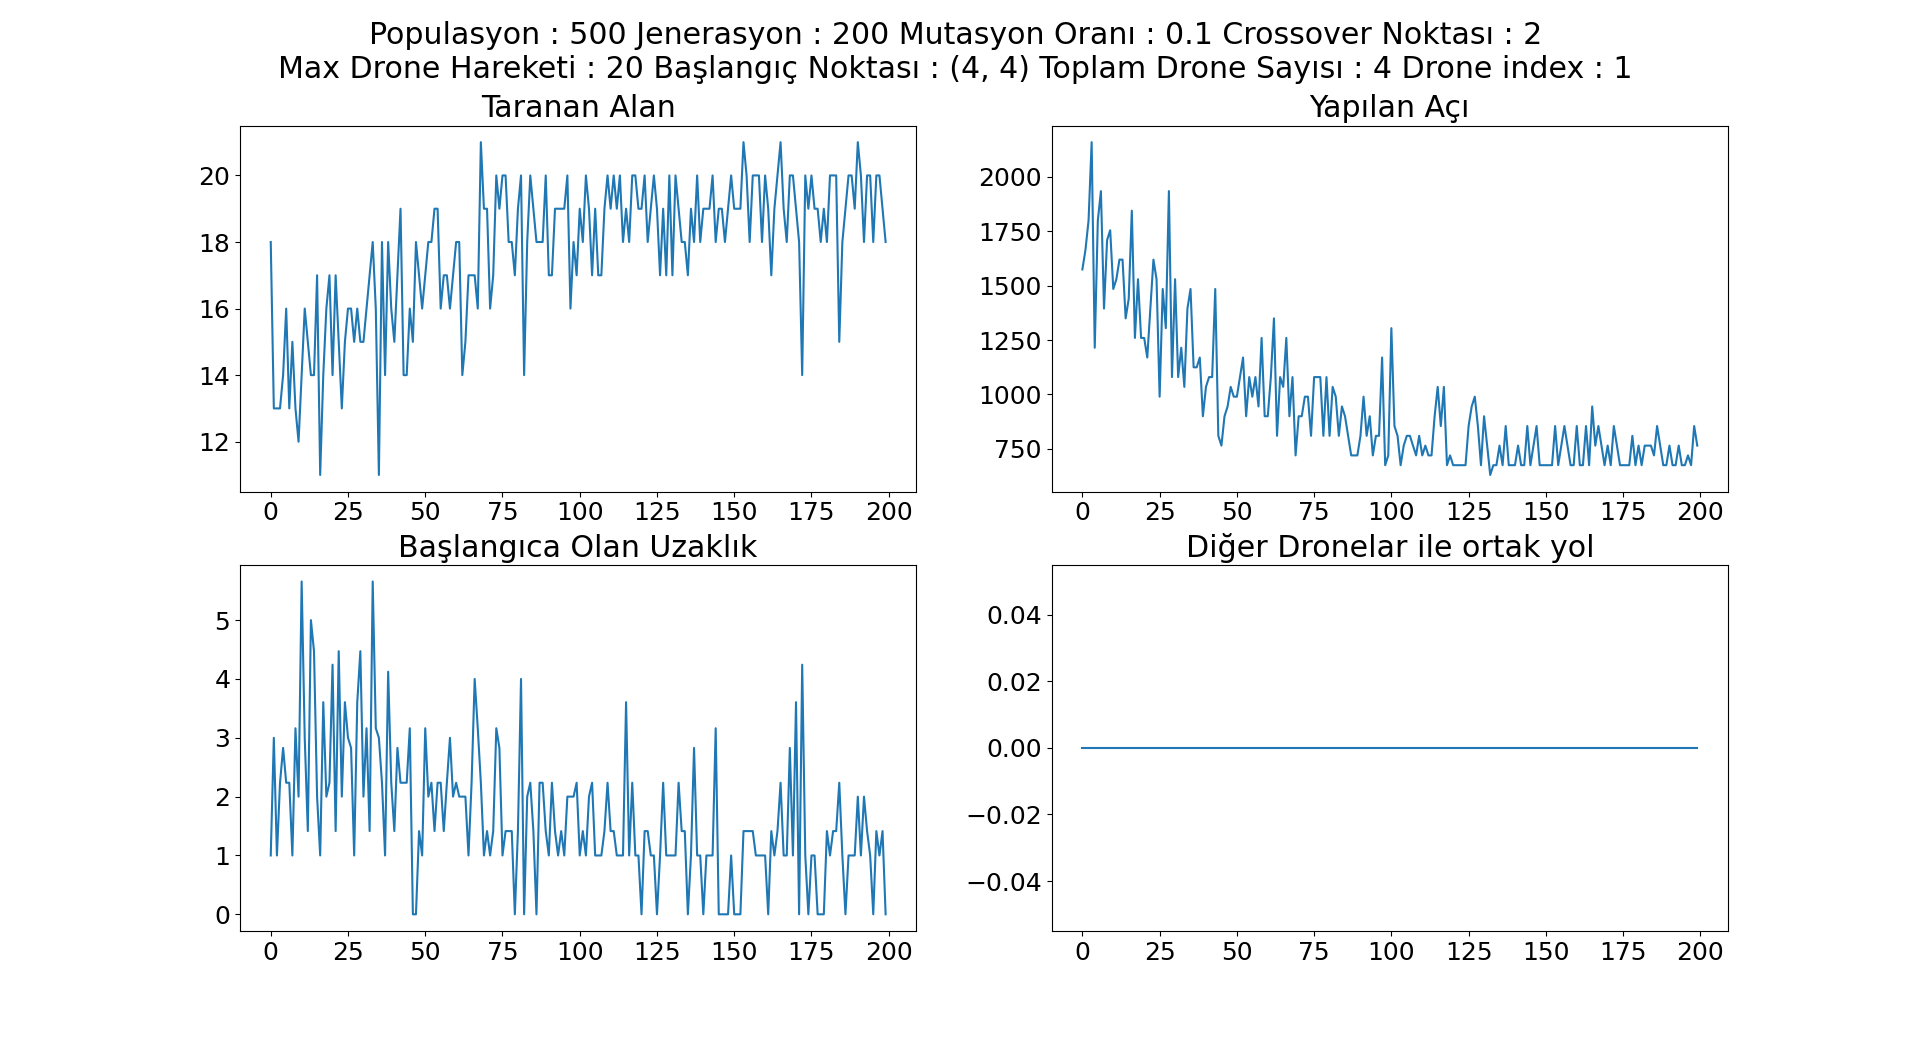 Populasyon : 500 Jenerasyon : 200 Mutasyon Oranı : 0.1 Crossover Noktası : 2
Max Drone Hareketi : 20 Başlangıç Noktası : (4, 4) Toplam Drone Sayısı : 4 Drone index : 1
Taranan Alan
20
18
16
14
12
0 25 50 75 100 125 150 175 200
Yapılan Açı
2000
1750
1500
1250
1000
750
0 25 50 75 100 125 150 175 200
Başlangıca Olan Uzaklık
5
4
3
2
1
0
0 25 50 75 100 125 150 175 200
Diğer Dronelar ile ortak yol
0.04
0.02
0.00
−0.02
−0.04
0 25 50 75 100 125 150 175 200